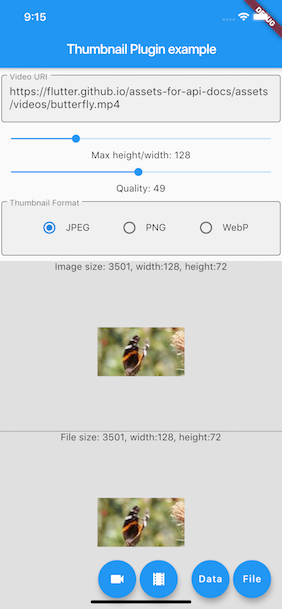 9:15
DEBUG
Thumbnail Plugin example
Video URI
https://flutter.github.io/assets-for-api-docs/assets
/videos/butterfly.mp4
Max height/width: 128
Quality: 49
Thumbnail Format
JPEG PNG WebP
Image size: 3501, width:128, height:72
File size: 3501, width:128, height:72
Data File